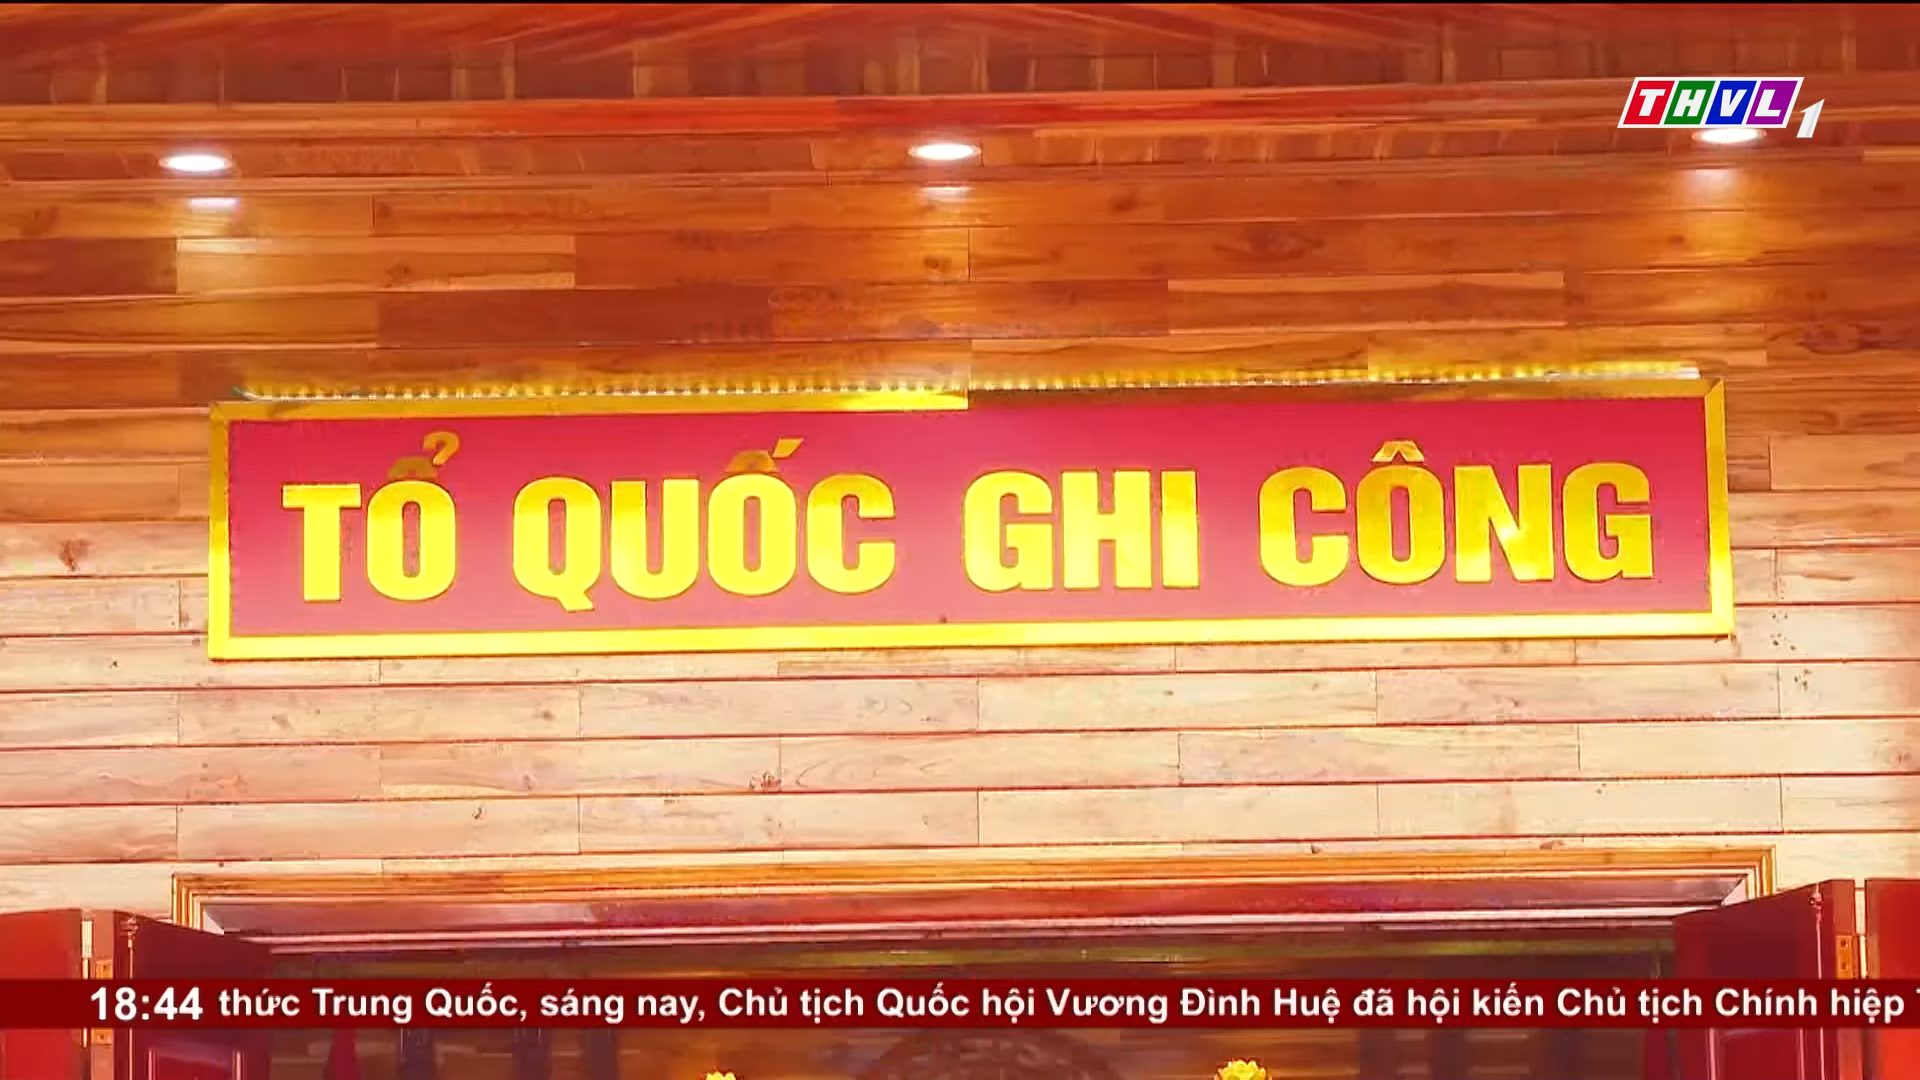 THVL1
TỔ QUỐC GHI CÔNG
18:44 thức Trung Quốc, sáng nay, Chủ tịch Quốc hội Vương Đình Huệ đã hội kiến Chủ tịch Chính hiệp